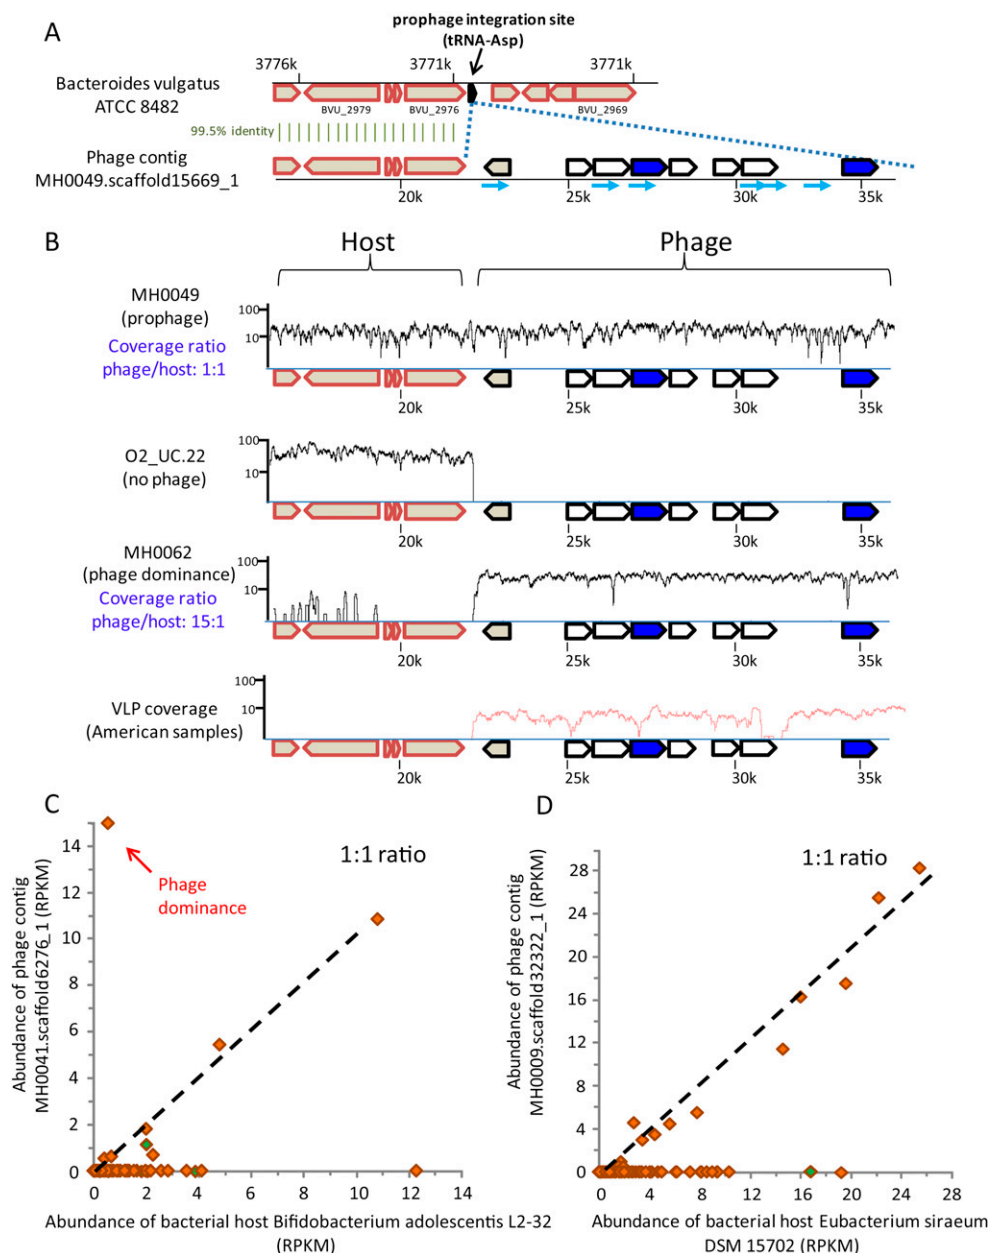 A
prophage integration site
(tRNA-Asp)
3776k 3771k 3771k
Bacteroides vulgatus
ATCC 8482
BVU_2979 BVU_2976 BVU_2969
99.5% identity
Phage contig
MH0049.scaffold15669_1
20k 25k 30k 35k
B
Host Phage
MH0049
(prophage)
Coverage ratio
phage/host: 1:1
100
10
20k 25k 30k 35k
O2_UC.22
(no phage)
100
10
20k 25k 30k 35k
MH0062
(phage dominance)
Coverage ratio
phage/host: 15:1
100
10
20k 25k 30k 35k
VLP coverage
(American samples)
100
10
20k 25k 30k 35k
C
1:1 ratio
Phage
dominance
Abundance of phage contig
MH0041.scaffold6276_1 (RPKM)
14
12
10
8
6
4
2
0
0 2 4 6 8 10 12 14
Abundance of bacterial host Bifidobacterium adolescentis L2-32
(RPKM)
D
1:1 ratio
Abundance of phage contig
MH0009.scaffold32322_1 (RPKM)
28
24
20
16
12
8
4
0
0 4 8 12 16 20 24 28
Abundance of bacterial host Eubacterium siraeum
DSM 15702 (RPKM)